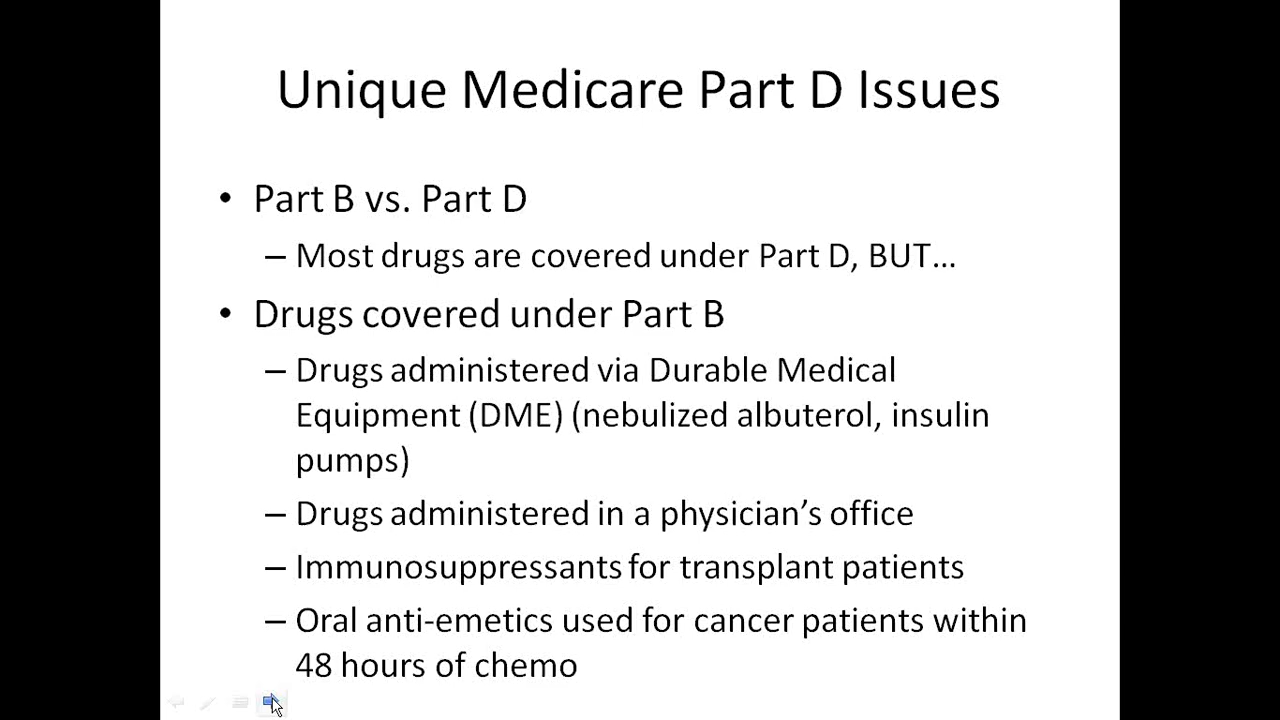 Unique Medicare Part D Issues
• Part B vs. Part D
– Most drugs are covered under Part D, BUT…
• Drugs covered under Part B
– Drugs administered via Durable Medical
Equipment (DME) (nebulized albuterol, insulin
pumps)
– Drugs administered in a physician’s office
– Immunosuppressants for transplant patients
– Oral anti-emetics used for cancer patients within
48 hours of chemo